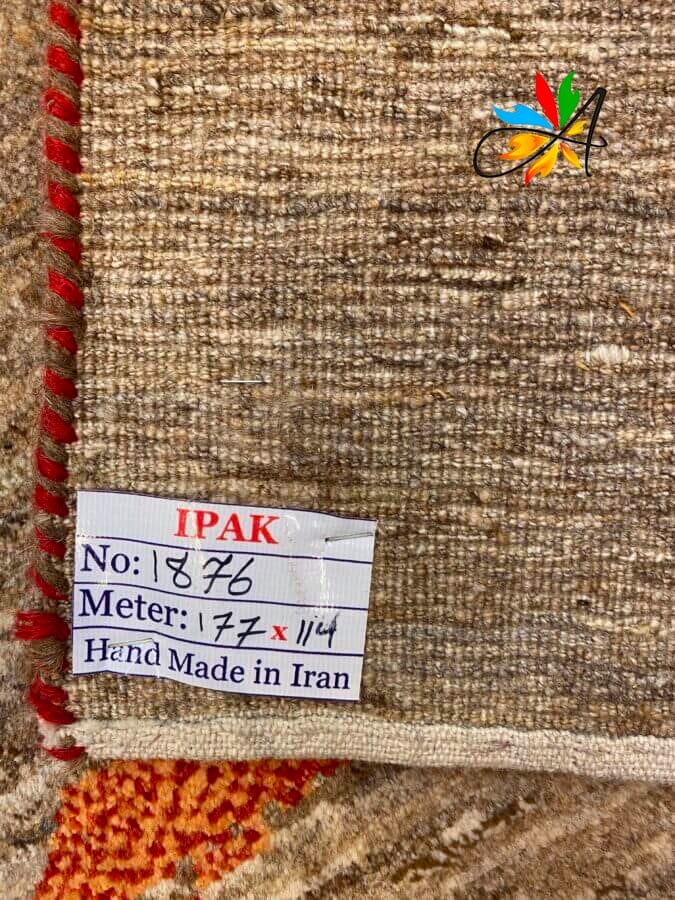 A
IPAK
No: 1876
Meter: 177 x 114
Hand Made in Iran